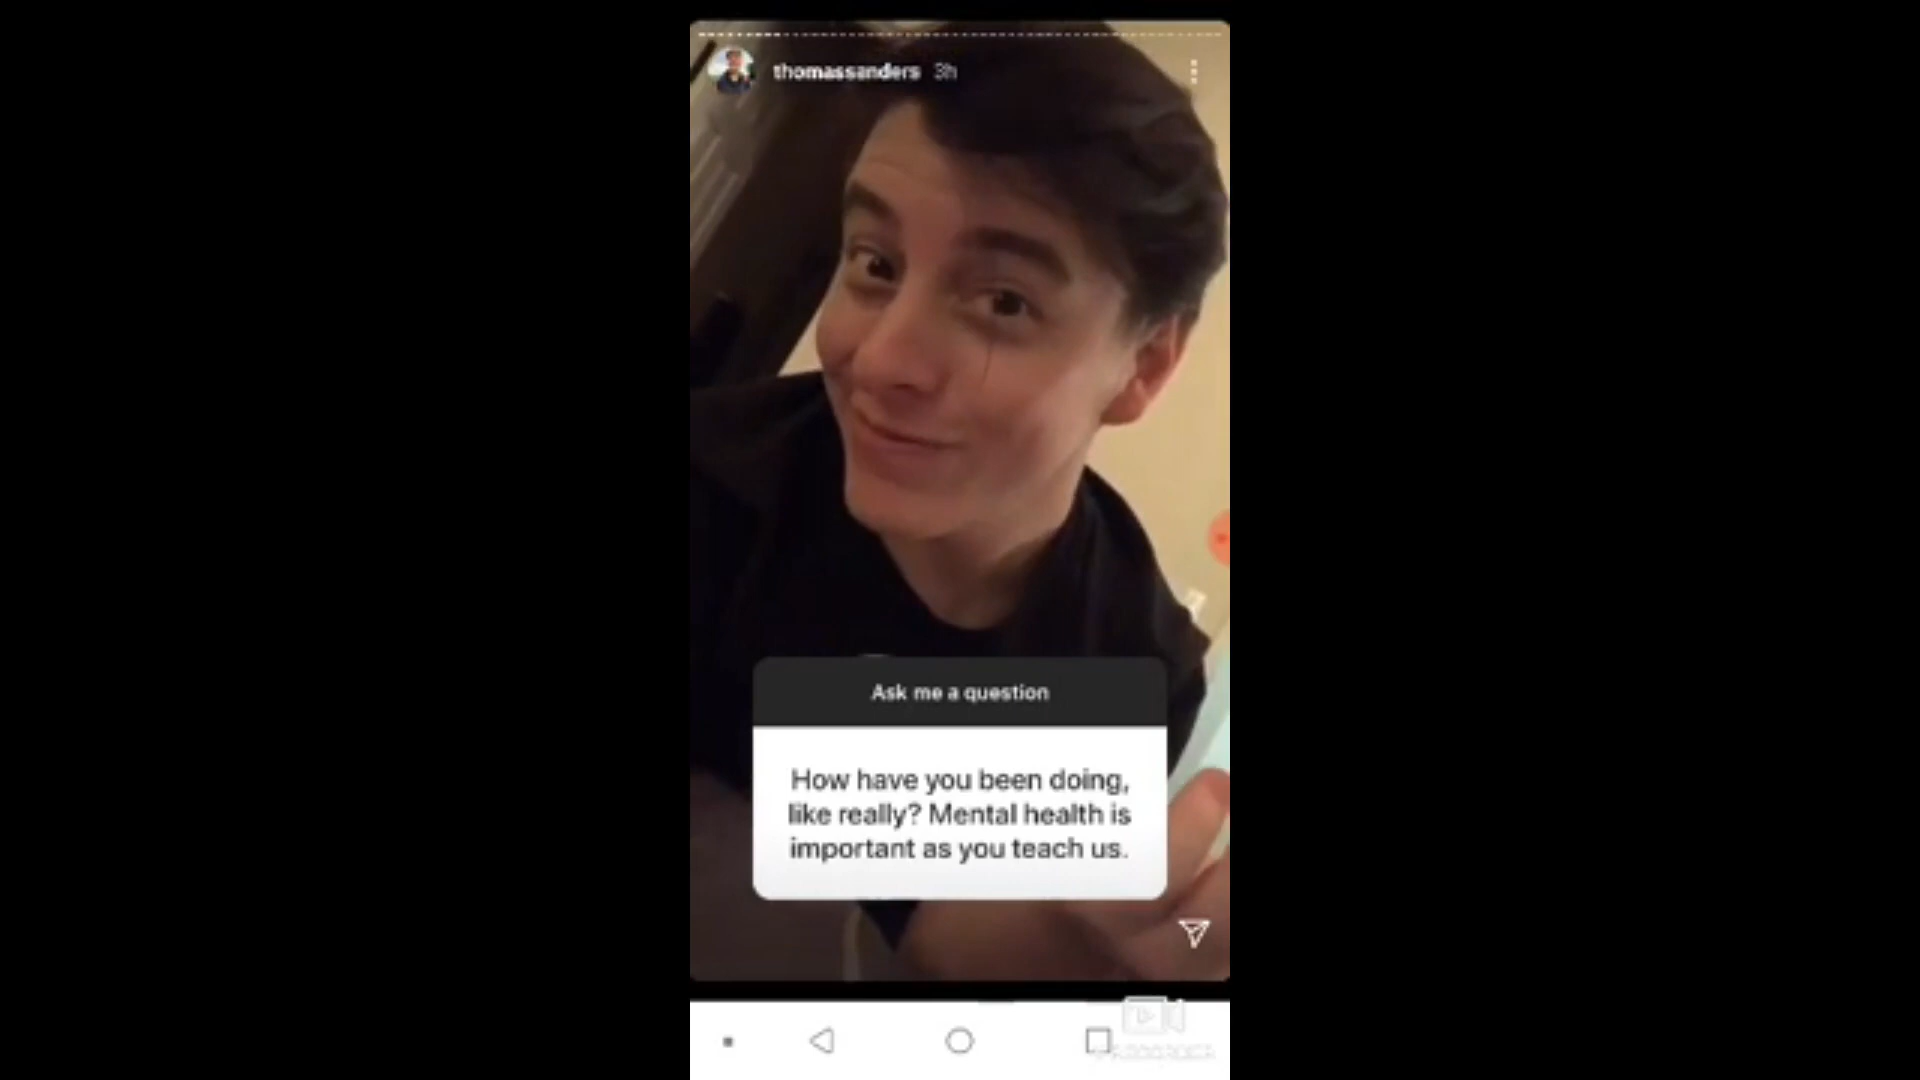 thomassanders 3h
Ask me a question
How have you been doing,
like really? Mental health is
important as you teach us.